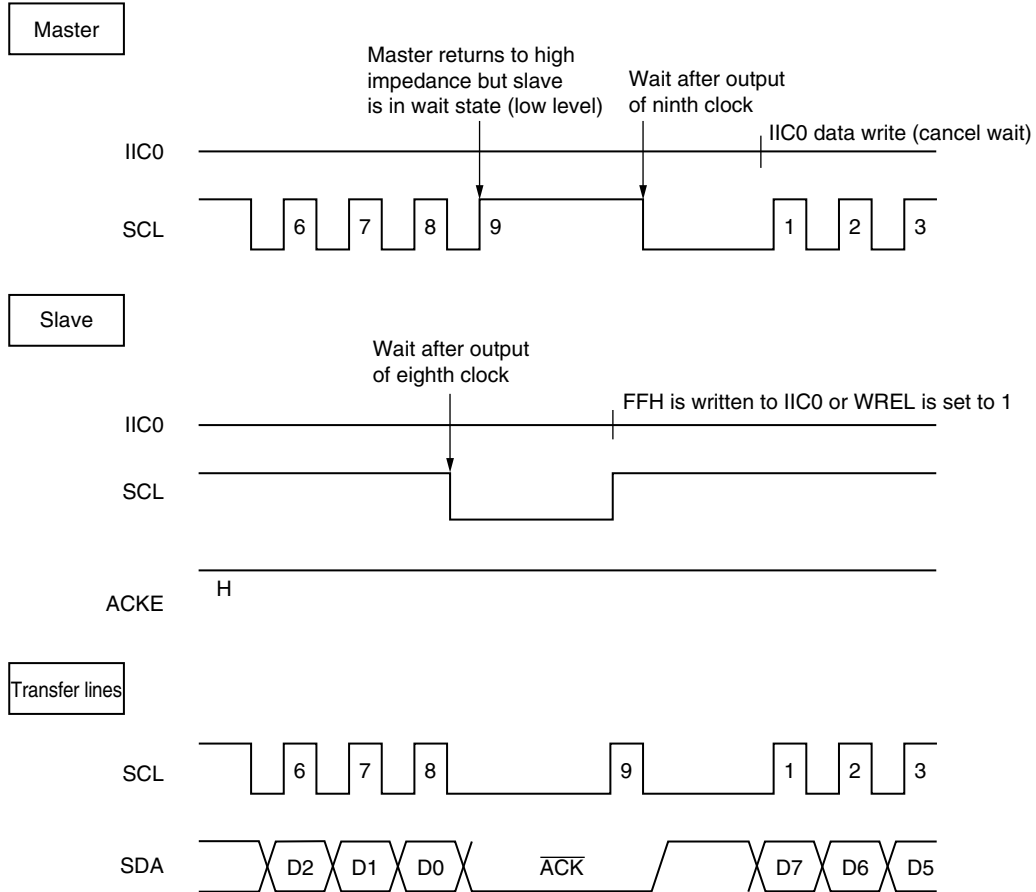 Master
Master returns to high
impedance but slave
is in wait state (low level)
Wait after output
of ninth clock
IIC0 data write (cancel wait)
IIC0
SCL 6 7 8 9 1 2 3
Slave
Wait after output
of eighth clock
FFH is written to IIC0 or WREL is set to 1
IIC0
SCL
H
ACKE
Transfer lines
SCL 6 7 8 9 1 2 3
SDA D2 D1 D0 ACK D7 D6 D5